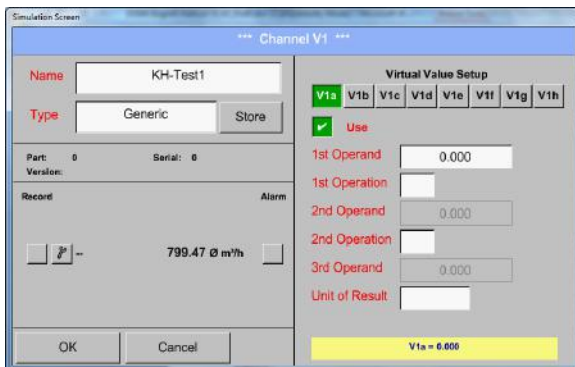 Simulation Screen
*** Channel V1 ***
Name KH-Test1
Type Generic Store
Part: 0 Serial: 0
Version:
Record Alarm
-- 799.47 Ø m³/h
OK Cancel
Virtual Value Setup
V1a V1b V1c V1d V1e V1f V1g V1h
Use
1st Operand 0.000
1st Operation
2nd Operand 0.000
2nd Operation
3rd Operand 0.000
Unit of Result
V1a = 0.000